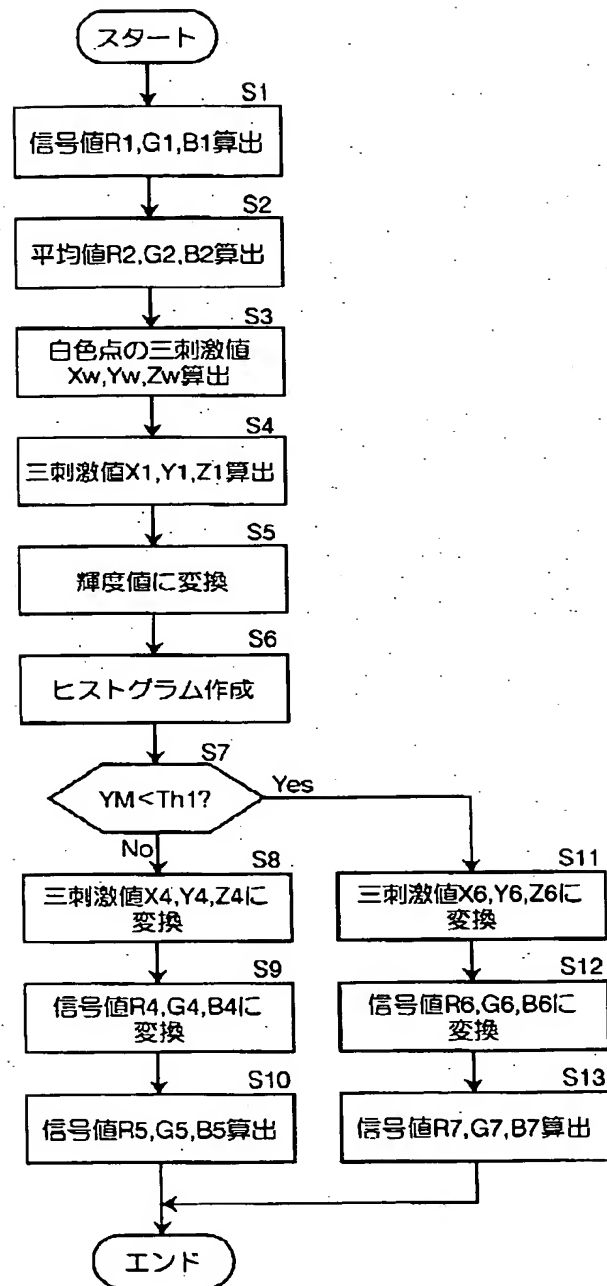 スタート
S1
信号値R1,G1,B1算出
S2
平均値R2,G2,B2算出
S3
白色点の三刺激値
Xw,Yw,Zw算出
S4
三刺激値X1,Y1,Z1算出
S5
輝度値に変換
S6
ヒストグラム作成
S7
YM<Th1?
Yes
No
S8
三刺激値X4,Y4,Z4に
変換
S9
信号値R4,G4,B4に
変換
S10
信号値R5,G5,B5算出
S11
三刺激値X6,Y6,Z6に
変換
S12
信号値R6,G6,B6に
変換
S13
信号値R7,G7,B7算出
エンド